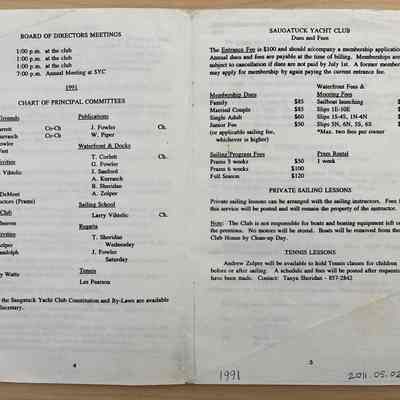 BOARD OF DIRECTORS MEETINGS
1:00 p.m. at the club
1:00 p.m. at the club
1:00 p.m. at the club
7:00 p.m. Annual Meeting at SYC
1991
CHART OF PRINCIPAL COMMITTEES
Grounds
Co-Ch
Co-Ch
Fowler
Vihtelic
DeMont
Doctors (Prams)
Club
Zolper
Watts
the Saugatuck Yacht Club Constitution and By-Laws are available
Secretary.
Publications
J. Fowler Ch.
W. Piper
Waterfront & Docks
T. Corlett Ch.
G. Fowler
J. Sanford
A. Kurrasch
R. Sheridan
A. Zolper
Sailing School
Larry Vihtelic Ch.
Regatta
T. Sheridan
Wednesday
J. Fowler
Saturday
Tennis
Les Pearson
4
SAUGATUCK YACHT CLUB
Dues and Fees
The Entrance Fee is $100 and should accompany a membership application.
Annual dues and fees are payable at the time of billing. Memberships are
subject to cancellation if dues are not paid by July 1st. A former member
may apply for membership by again paying the current entrance fee.
Membership Dues
Family $85
Married Couple $85
Single Adult $60
Junior Fee $50
(or applicable sailing fee,
whichever is higher)
Waterfront Fees &
Mooring Fees
Sailboat launching
Slips 1E-10E
Slips 1S-4S, 1N-4N
Slips 5N, 6N, 5S, 6S
*Max. two fees per owner
Sailing Program Fees
Prams 3 weeks $50
Prams 6 weeks $100
Full Season $120
Pram Rental
1 week
PRIVATE SAILING LESSONS
Private sailing lessons can be arranged with the sailing instructors. Fees for
this service will be posted and will remain the property of the instructor.
Note: The Club is not responsible for boats and boating equipment left on
the premises. No motors will be stored. Boats will be removed from the
Club House by Clean-up Day.
TENNIS LESSONS
Andrew Zolper will be available to hold Tennis classes for children
before or after sailing. A schedule and fees will be posted after requests
have been made. Contact: Tanya Sheridan - 857-2842
5
1991
2011.05.02